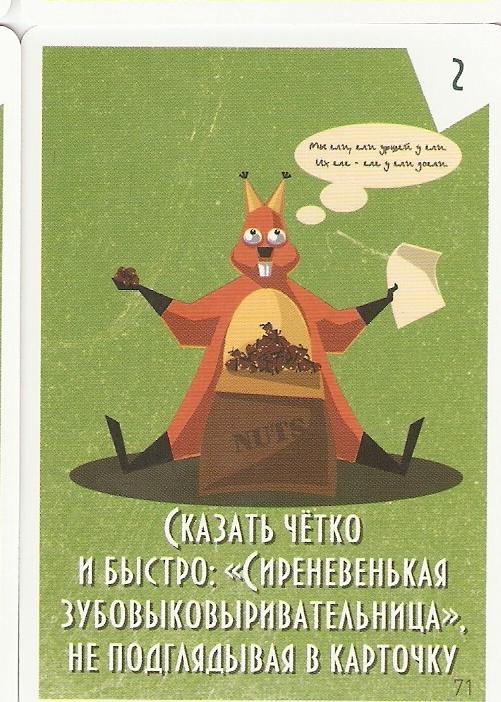 2
Мы ели, ели ершей у ели
Их еле - еле у ели доели
NUTS
Сказать чётко
и быстро: «Сиреневенькая
зубовыковыривательница»,
не подглядывая в карточку
71